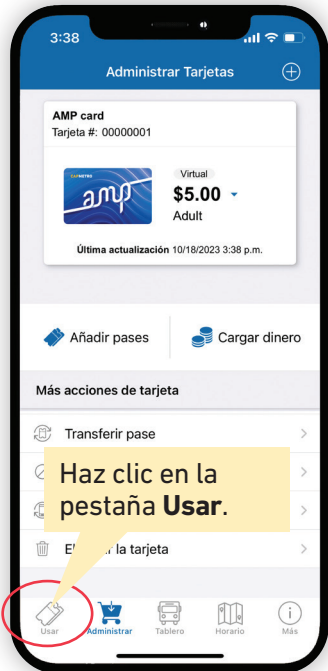 3:38
Administrar Tarjetas
AMP card
Tarjeta #: 00000001
CAPMETRO
amp
Virtual
$5.00
Adult
Última actualización 10/18/2023 3:38 p.m.
Añadir pases
Cargar dinero
Más acciones de tarjeta
Transferir pase
Haz clic en la
pestaña Usar.
la tarjeta
Usar
Administrar
Tablero
Horario
Más